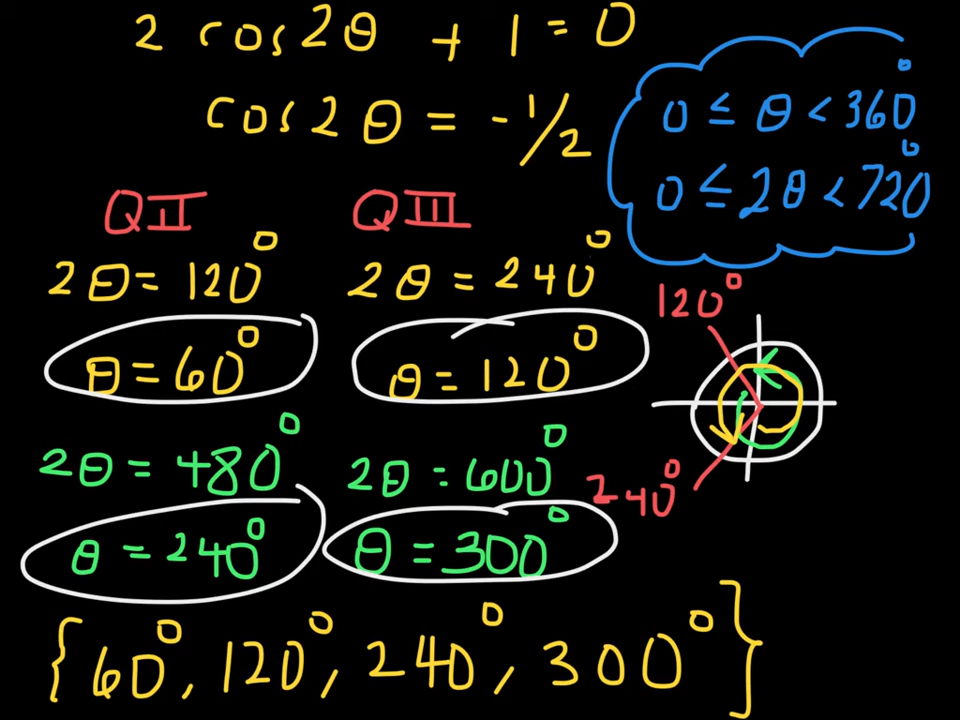 2 cos2θ + 1 = 0
cos2θ = -1/2
0 ≤ θ < 360°
0 ≤ 2θ < 720°
QII QIII
2θ = 120° 2θ = 240°
120°
θ = 60° θ = 120°
2θ = 480° 2θ = 600°
240°
θ = 240° θ = 300°
{60°, 120°, 240°, 300°}